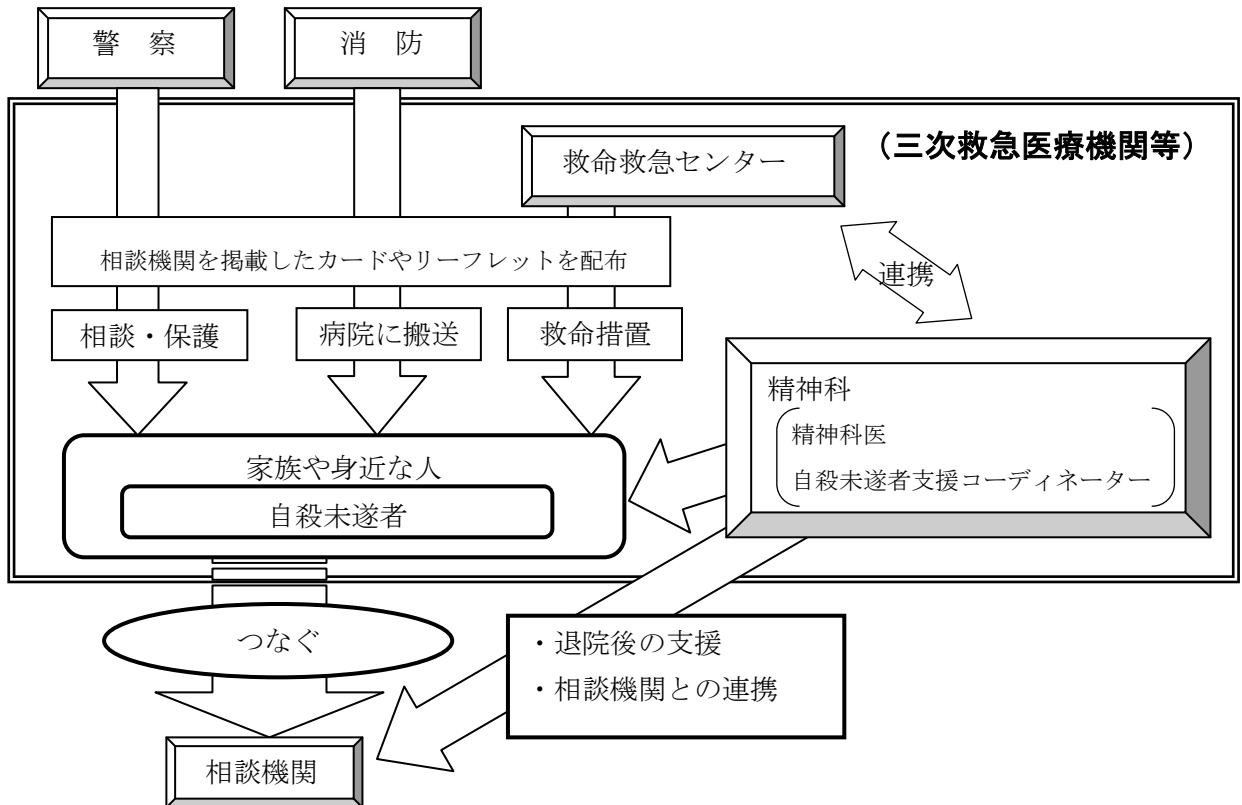 警　察
消　防
（三次救急医療機関等）
救命救急センター
相談機関を掲載したカードやリーフレットを配布
連携
相談・保護
病院に搬送
救命措置
精神科
精神科医
自殺未遂者支援コーディネーター
家族や身近な人
自殺未遂者
つなぐ
・退院後の支援
・相談機関との連携
相談機関